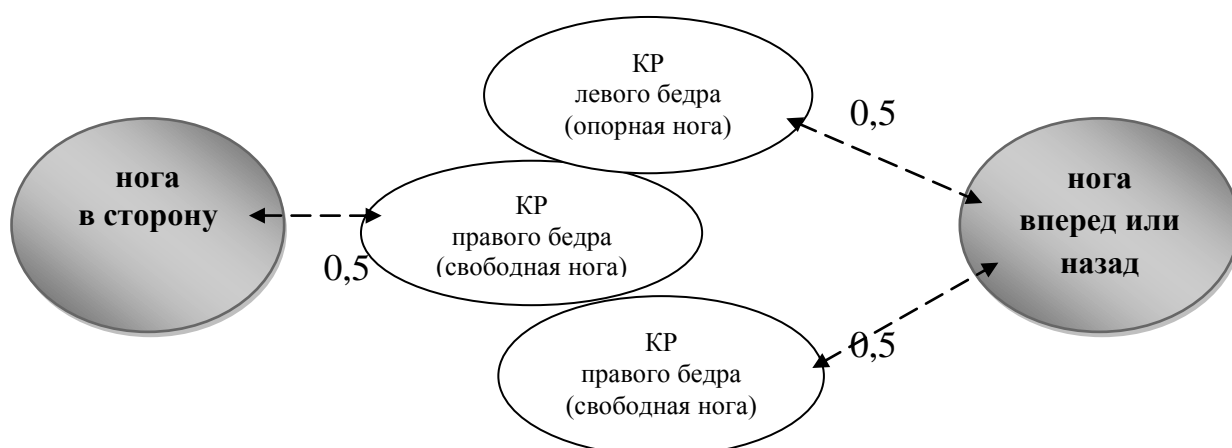 нога
в сторону
0,5
КР
левого бедра
(опорная нога)
КР
правого бедра
(свободная нога)
КР
правого бедра
(свободная нога)
0,5
0,5
нога
вперед или
назад